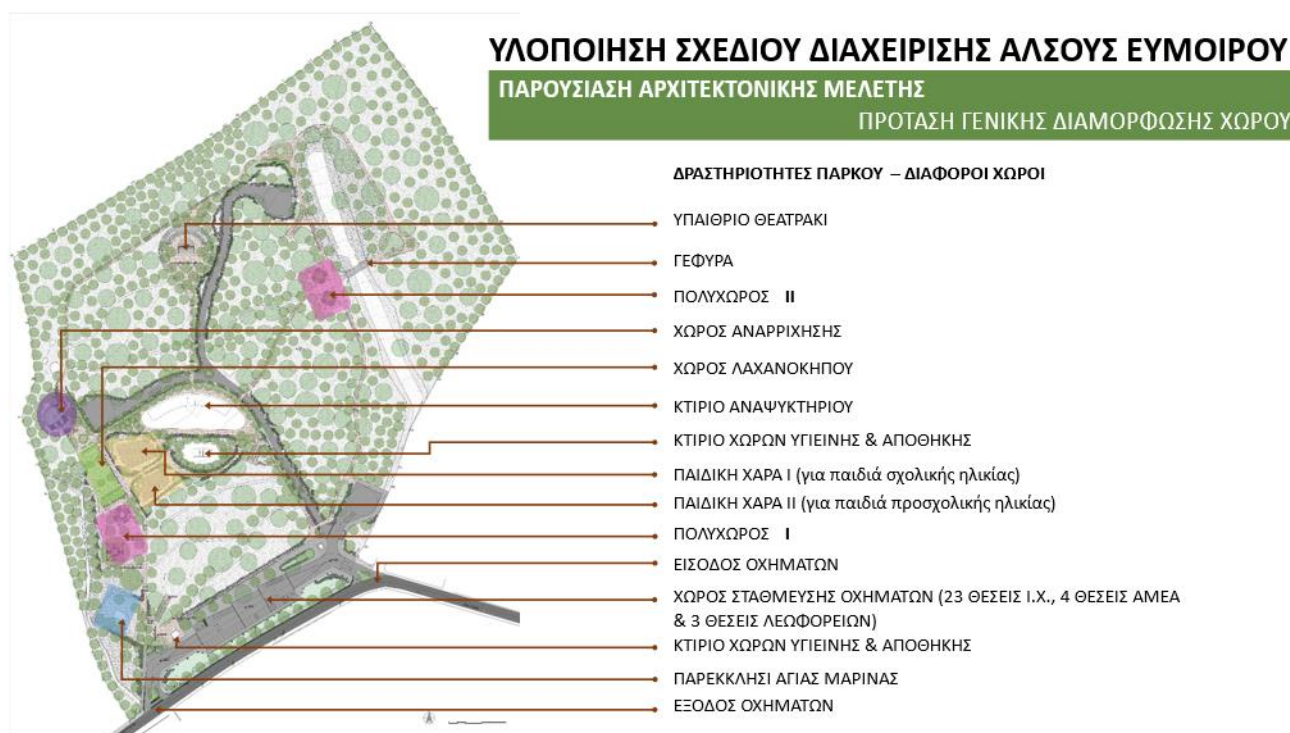 ΥΛΟΠΟΙΗΣΗ ΣΧΕΔΙΟΥ ΔΙΑΧΕΙΡΙΣΗΣ ΑΛΣΟΥΣ ΕΥΜΟΙΡΟΥ
ΠΑΡΟΥΣΙΑΣΗ ΑΡΧΙΤΕΚΤΟΝΙΚΗΣ ΜΕΛΕΤΗΣ
ΠΡΟΤΑΣΗ ΓΕΝΙΚΗΣ ΔΙΑΜΟΡΦΩΣΗΣ ΧΩΡΟΥ
ΔΡΑΣΤΗΡΙΟΤΗΤΕΣ ΠΑΡΚΟΥ – ΔΙΑΦΟΡΟΙ ΧΩΡΟΙ
ΥΠΑΙΘΡΙΟ ΘΕΑΤΡΑΚΙ
ΓΕΦΥΡΑ
ΠΟΛΥΧΩΡΟΣ II
ΧΩΡΟΣ ΑΝΑΡΡΙΧΗΣΗΣ
ΧΩΡΟΣ ΛΑΧΑΝΟΚΗΠΟΥ
ΚΤΙΡΙΟ ΑΝΑΨΥΚΤΗΡΙΟΥ
ΚΤΙΡΙΟ ΧΩΡΩΝ ΥΓΙΕΙΝΗΣ & ΑΠΟΘΗΚΗΣ
ΠΑΙΔΙΚΗ ΧΑΡΑ Ι (για παιδιά σχολικής ηλικίας)
ΠΑΙΔΙΚΗ ΧΑΡΑ ΙΙ (για παιδιά προσχολικής ηλικίας)
ΠΟΛΥΧΩΡΟΣ I
ΕΙΣΟΔΟΣ ΟΧΗΜΑΤΩΝ
ΧΩΡΟΣ ΣΤΑΘΜΕΥΣΗΣ ΟΧΗΜΑΤΩΝ (23 ΘΕΣΕΙΣ Ι.Χ., 4 ΘΕΣΕΙΣ ΑΜΕΑ
& 3 ΘΕΣΕΙΣ ΛΕΩΦΟΡΕΙΩΝ)
ΚΤΙΡΙΟ ΧΩΡΩΝ ΥΓΙΕΙΝΗΣ & ΑΠΟΘΗΚΗΣ
ΠΑΡΕΚΚΛΗΣΙ ΑΓΙΑΣ ΜΑΡΙΝΑΣ
ΕΞΟΔΟΣ ΟΧΗΜΑΤΩΝ